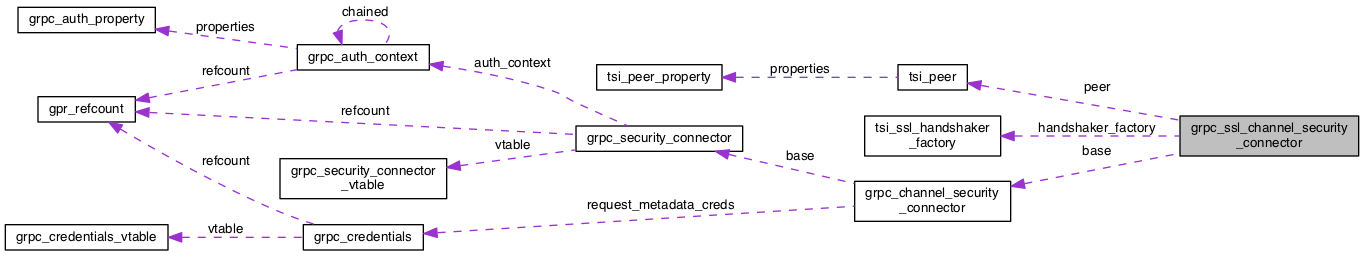 grpc_auth_property
chained
properties
grpc_auth_context
refcount
auth_context
tsi_peer_property
properties
tsi_peer
peer
gpr_refcount
refcount
grpc_security_connector
tsi_ssl_handshaker
_factory
handshaker_factory
grpc_ssl_channel_security
_connector
vtable
base
base
refcount
grpc_security_connector
_vtable
grpc_channel_security
_connector
request_metadata_creds
grpc_credentials_vtable
vtable
grpc_credentials